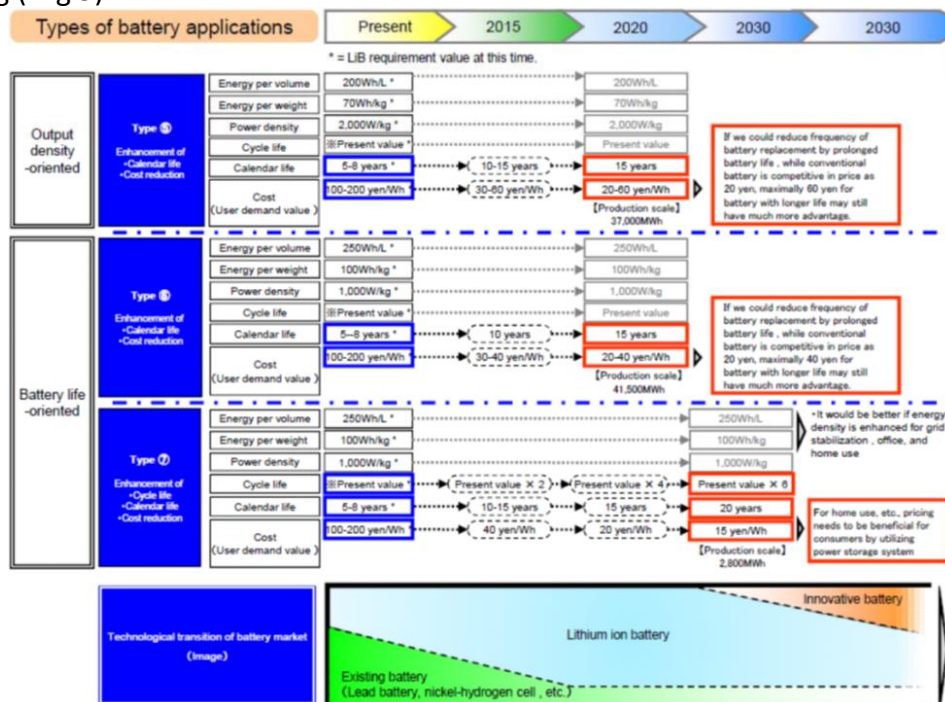 Types of battery applications
Present
2015
2020
2030
2030
* = LiB requirement value at this time.
Output
density
-oriented
Type ⑤
Enhancement of
•Calendar life
•Cost reduction
Energy per volume
200Wh/L *
200Wh/L
Energy per weight
70Wh/kg *
70Wh/kg
Power density
2,000W/kg *
2,000W/kg
Cycle life
※Present value *
Present value
Calendar life
5-8 years *
10-15 years
15 years
Cost
(User demand value )
100-200 yen/Wh *
30-60 yen/Wh
20-60 yen/Wh
【Production scale】
37,000MWh
If we could reduce frequency of
battery replacement by prolonged
battery life , while conventional
battery is competitive in price as
20 yen, maximally 60 yen for
battery with longer life may still
have much more advantage.
Battery life
-oriented
Type ⑥
Enhancement of
•Calendar life
•Cost reduction
Energy per volume
250Wh/L *
250Wh/L
Energy per weight
100Wh/kg *
100Wh/kg
Power density
1,000W/kg *
1,000W/kg
Cycle life
※Present value *
Present value
Calendar life
5--8 years *
10 years
15 years
Cost
(User demand value )
100-200 yen/Wh *
30-40 yen/Wh
20-40 yen/Wh
【Production scale】
41,500MWh
If we could reduce frequency of
battery replacement by prolonged
battery life , while conventional
battery is competitive in price as
20 yen, maximally 40 yen for
battery with longer life may still
have much more advantage.
Type ⑦
Enhancement of
•Cycle life
•Calendar life
•Cost reduction
Energy per volume
250Wh/L *
250Wh/L
Energy per weight
100Wh/kg *
100Wh/kg
Power density
1,000W/kg *
1,000W/kg
Cycle life
※Present value *
Present value × 2
Present value × 4
Present value × 6
Calendar life
5-8 years *
10-15 years
15 years
20 years
Cost
(User demand value )
100-200 yen/Wh *
40 yen/Wh
20 yen/Wh
15 yen/Wh
【Production scale】
2,800MWh
•It would be better if energy
density is enhanced for grid
stabilization , office, and
home use
For home use, etc., pricing
needs to be beneficial for
consumers by utilizing
power storage system
Technological transition of battery market
(Image)
Innovative battery
Lithium ion battery
Existing battery
(Lead battery, nickel-hydrogen cell , etc.)